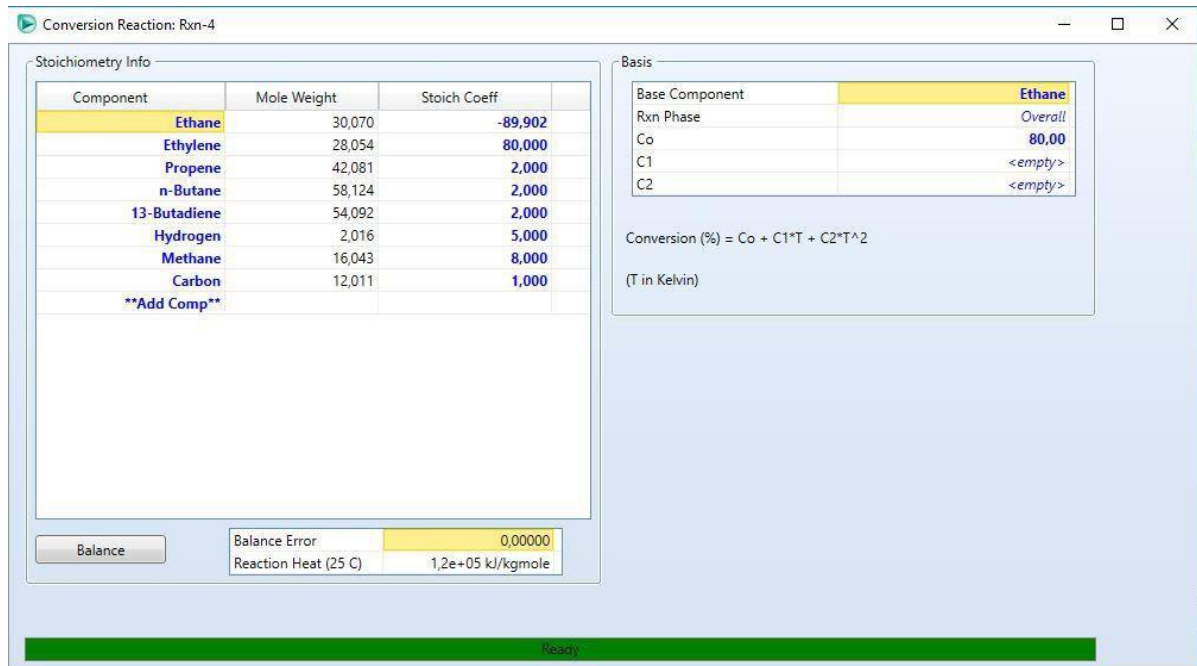 Conversion Reaction: Rxn-4
Stoichiometry Info
Component Mole Weight Stoich Coeff
Ethane 30,070 -89,902
Ethylene 28,054 80,000
Propene 42,081 2,000
n-Butane 58,124 2,000
13-Butadiene 54,092 2,000
Hydrogen 2,016 5,000
Methane 16,043 8,000
Carbon 12,011 1,000
**Add Comp**
Balance
Balance Error 0,00000
Reaction Heat (25 C) 1,2e+05 kJ/kgmole
Basis
Base Component Ethane
Rxn Phase Overall
Co 80,00
C1 <empty>
C2 <empty>
Conversion (%) = Co + C1*T + C2*T^2
(T in Kelvin)
Ready